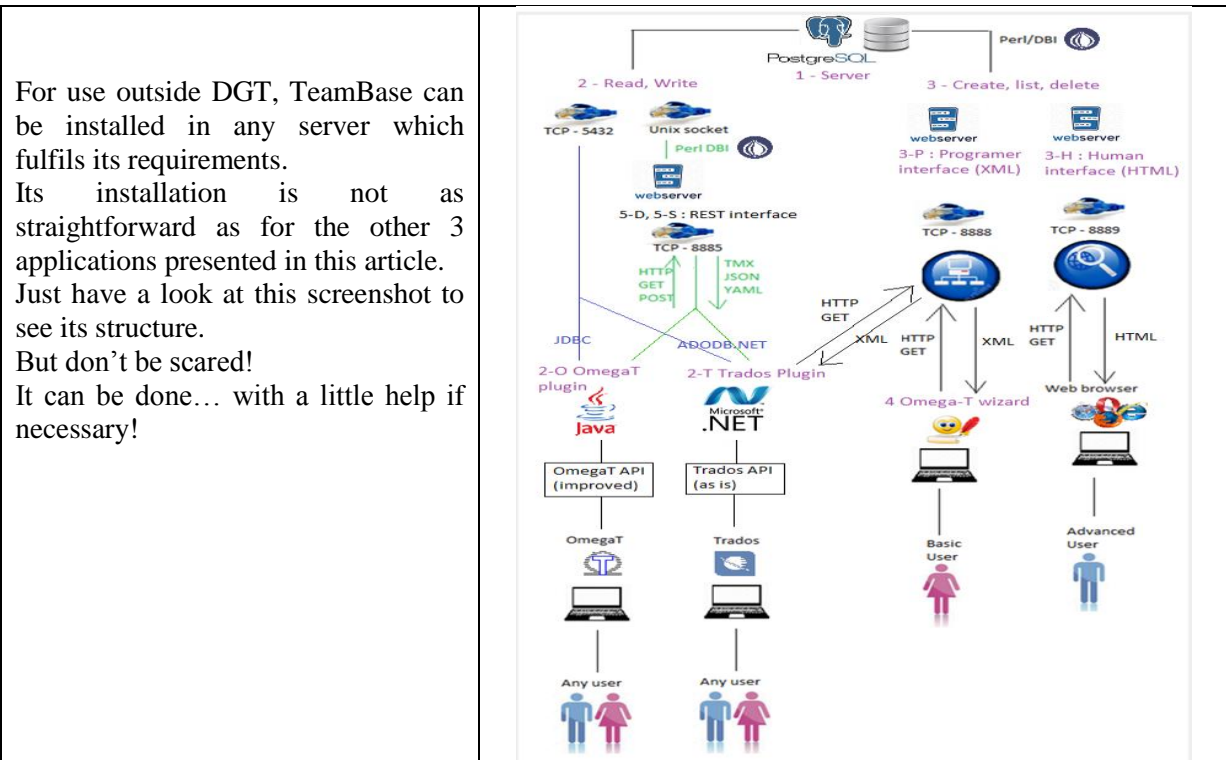 For use outside DGT, TeamBase can
be installed in any server which
fulfils its requirements.
Its installation is not as
straightforward as for the other 3
applications presented in this article.
Just have a look at this screenshot to
see its structure.
But don’t be scared!
It can be done… with a little help if
necessary!
PostgreSQL
Perl/DBI
1 - Server
2 - Read, Write
3 - Create, list, delete
TCP - 5432
Unix socket
Perl DBI
webserver
5-D, 5-S : REST interface
TCP - 8885
HTTP
GET
POST
TMX
JSON
YAML
JDBC
ADODB.NET
2-O OmegaT
plugin
2-T Trados Plugin
Java
Microsoft®
.NET
OmegaT API
(improved)
Trados API
(as is)
OmegaT
Trados
Any user
Any user
webserver
3-P : Programer
interface (XML)
webserver
3-H : Human
interface (HTML)
TCP - 8888
TCP - 8889
HTTP
GET
XML
HTTP
GET
XML
HTTP
GET
HTML
4 Omega-T wizard
Web browser
Basic
User
Advanced
User